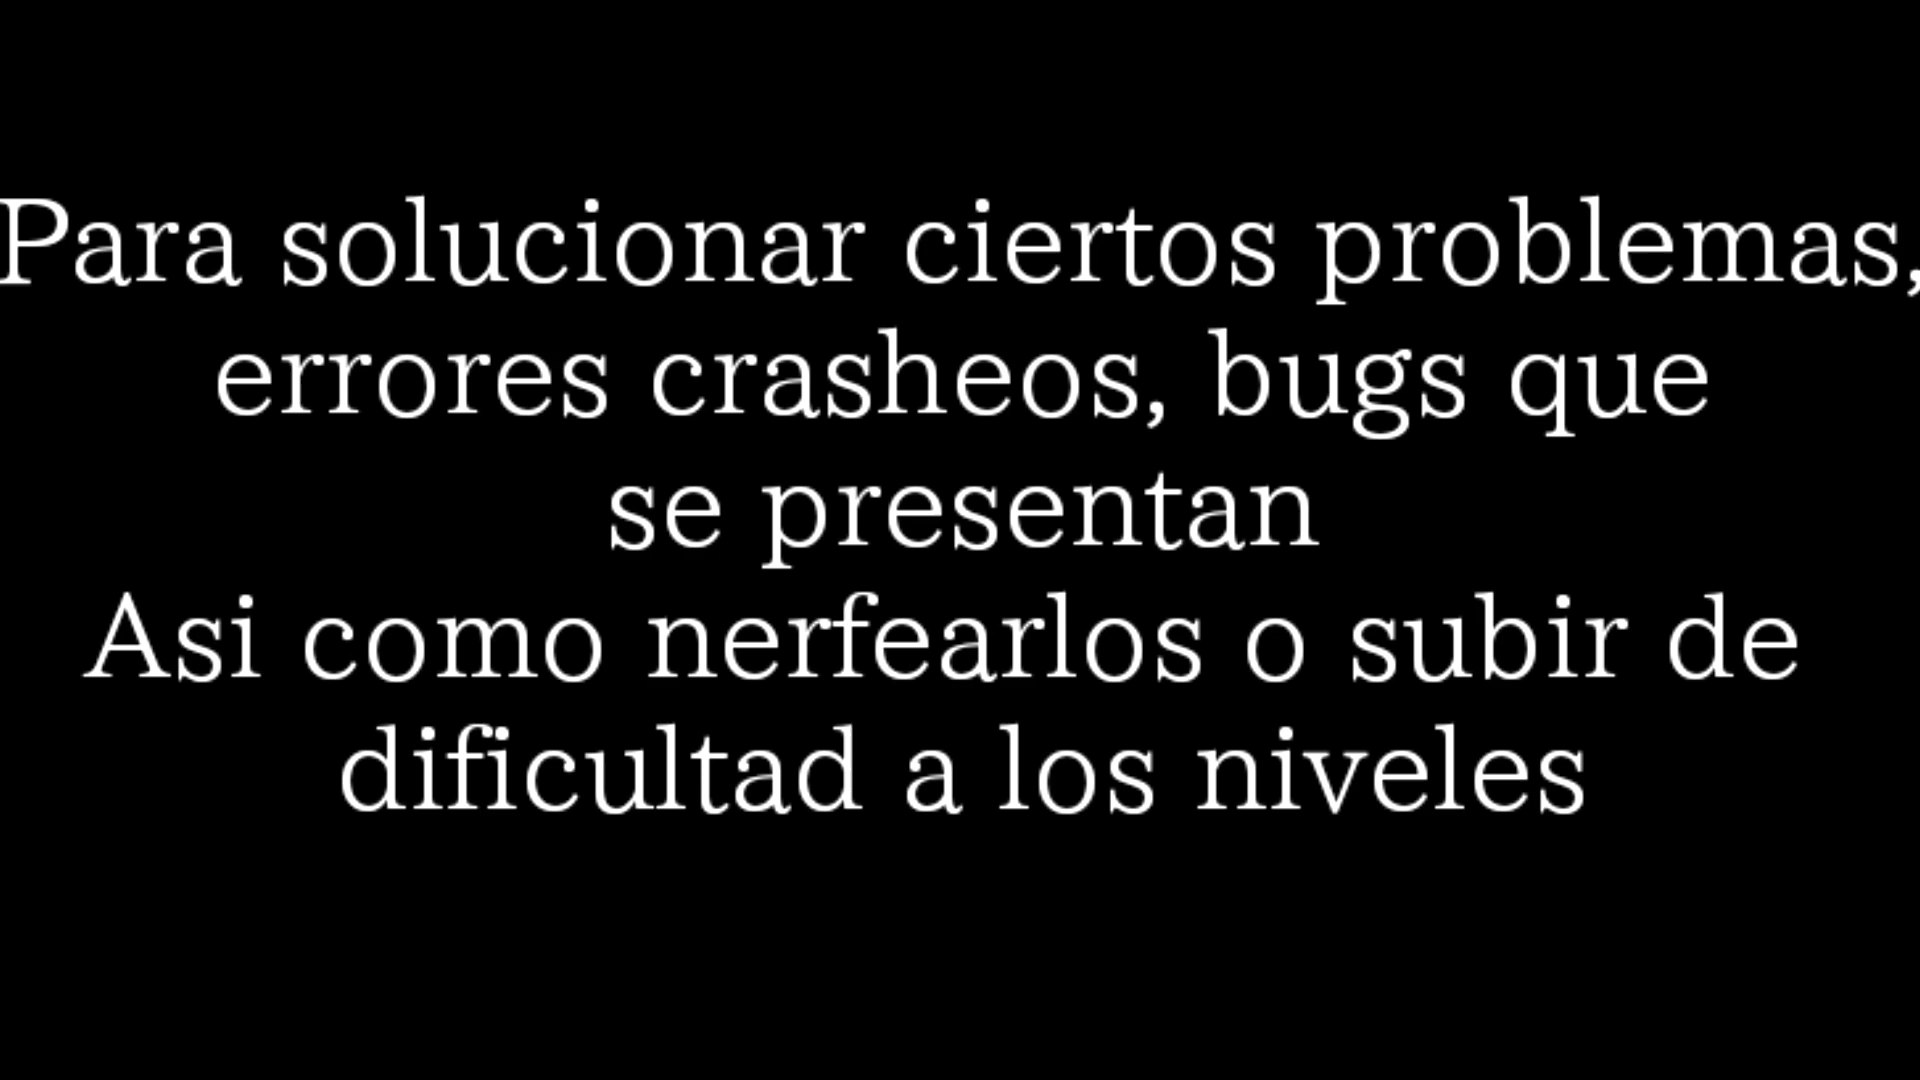 Para solucionar ciertos problemas,
errores crasheos, bugs que
se presentan
Asi como nerfearlos o subir de
dificultad a los niveles